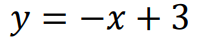 y = −x + 3